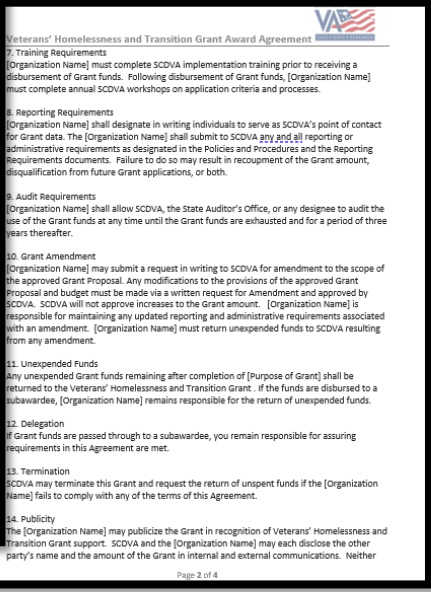 Veterans' Homelessness and Transition Grant Award Agreement
7. Training Requirements
[Organization Name] must complete SCDVA implementation training prior to receiving a
disbursement of Grant funds. Following disbursement of Grant funds, [Organization Name]
must complete annual SCDVA workshops on application criteria and processes.
8. Reporting Requirements
[Organization Name] shall designate in writing individuals to serve as SCDVA's point of contact
for Grant data. The [Organization Name] shall submit to SCDVA any and all reporting or
administrative requirements as designated in the Policies and Procedures and the Reporting
Requirements documents. Failure to do so may result in recoupment of the Grant amount,
disqualification from future Grant applications, or both.
9. Audit Requirements
[Organization Name] shall allow SCDVA, the State Auditor's Office, or any designee to audit the
use of the Grant funds at any time until the Grant funds are exhausted and for a period of three
years thereafter.
10. Grant Amendment
[Organization Name] may submit a request in writing to SCDVA for amendment to the scope of
the approved Grant Proposal. Any modifications to the provisions of the approved Grant
Proposal and budget must be made via a written request for Amendment and approved by
SCDVA. SCDVA will not approve increases to the Grant amount. [Organization Name] is
responsible for maintaining any updated reporting and administrative requirements associated
with an amendment. [Organization Name] must return unexpended funds to SCDVA resulting
from any amendment.
11. Unexpended Funds
Any unexpended Grant funds remaining after completion of [Purpose of Grant] shall be
returned to the Veterans' Homelessness and Transition Grant . If the funds are disbursed to a
subawardee, [Organization Name] remains responsible for the return of unexpended funds.
12. Delegation
If Grant funds are passed through to a subawardee, you remain responsible for assuring
requirements in this Agreement are met.
13. Termination
SCDVA may terminate this Grant and request the return of unspent funds if the [Organization
Name] fails to comply with any of the terms of this Agreement.
14. Publicity
The [Organization Name] may publicize the Grant in recognition of Veterans' Homelessness and
Transition Grant support. SCDVA and the [Organization Name] may each disclose the other
party's name and the amount of the Grant in internal and external communications. Neither
Page 2 of 4